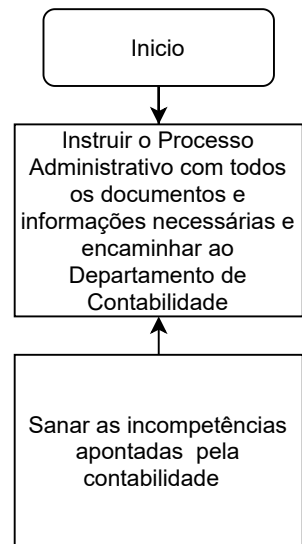 Inicio
Instruir o Processo
Administrativo com todos
os documentos e
informações necessárias e
encaminhar ao
Departamento de
Contabilidade
Sanar as incompetências
apontadas pela
contabilidade